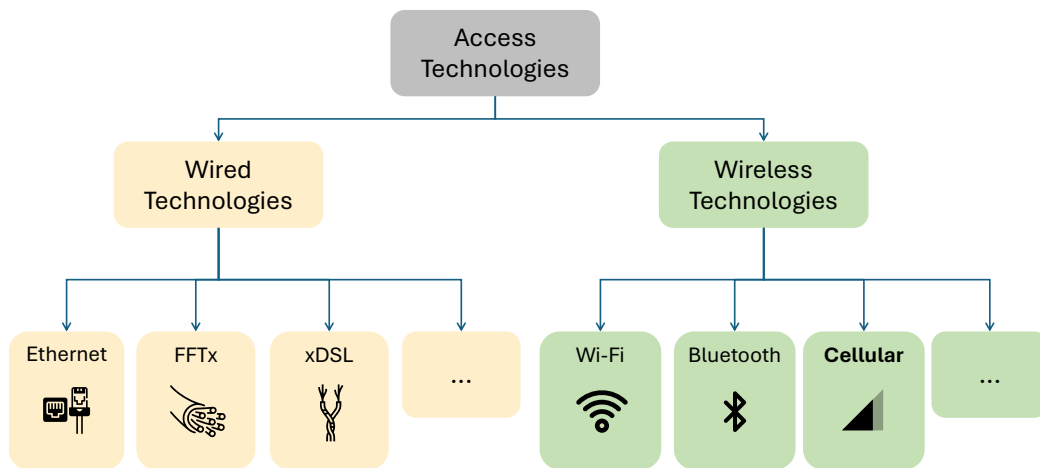 Access
Technologies
Wired
Technologies
Wireless
Technologies
Ethernet
FFTx
xDSL
...
Wi-Fi
Bluetooth
Cellular
...